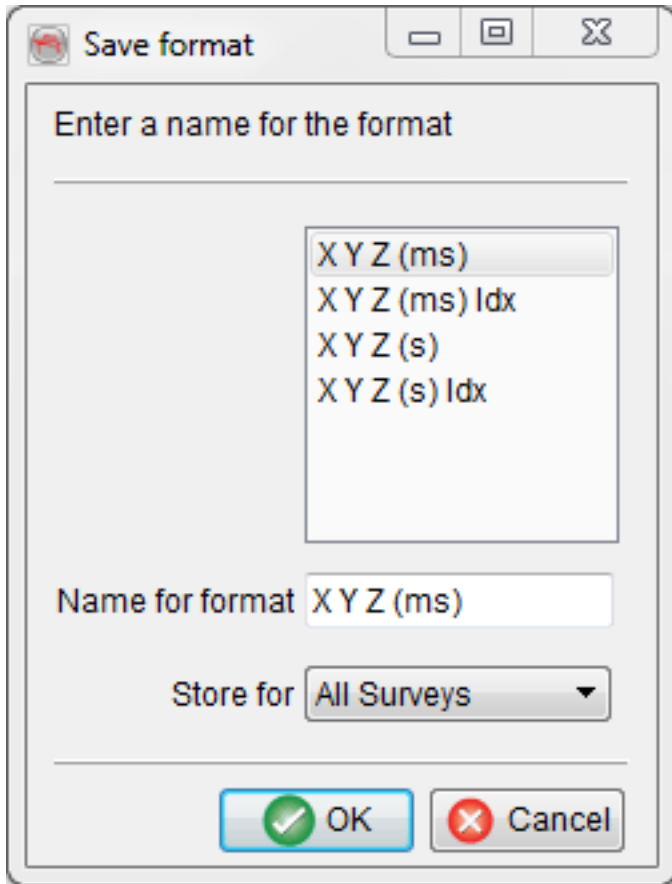 Save format
Enter a name for the format
X Y Z (ms)
X Y Z (ms) Idx
X Y Z (s)
X Y Z (s) Idx
Name for format X Y Z (ms)
Store for All Surveys
OK Cancel